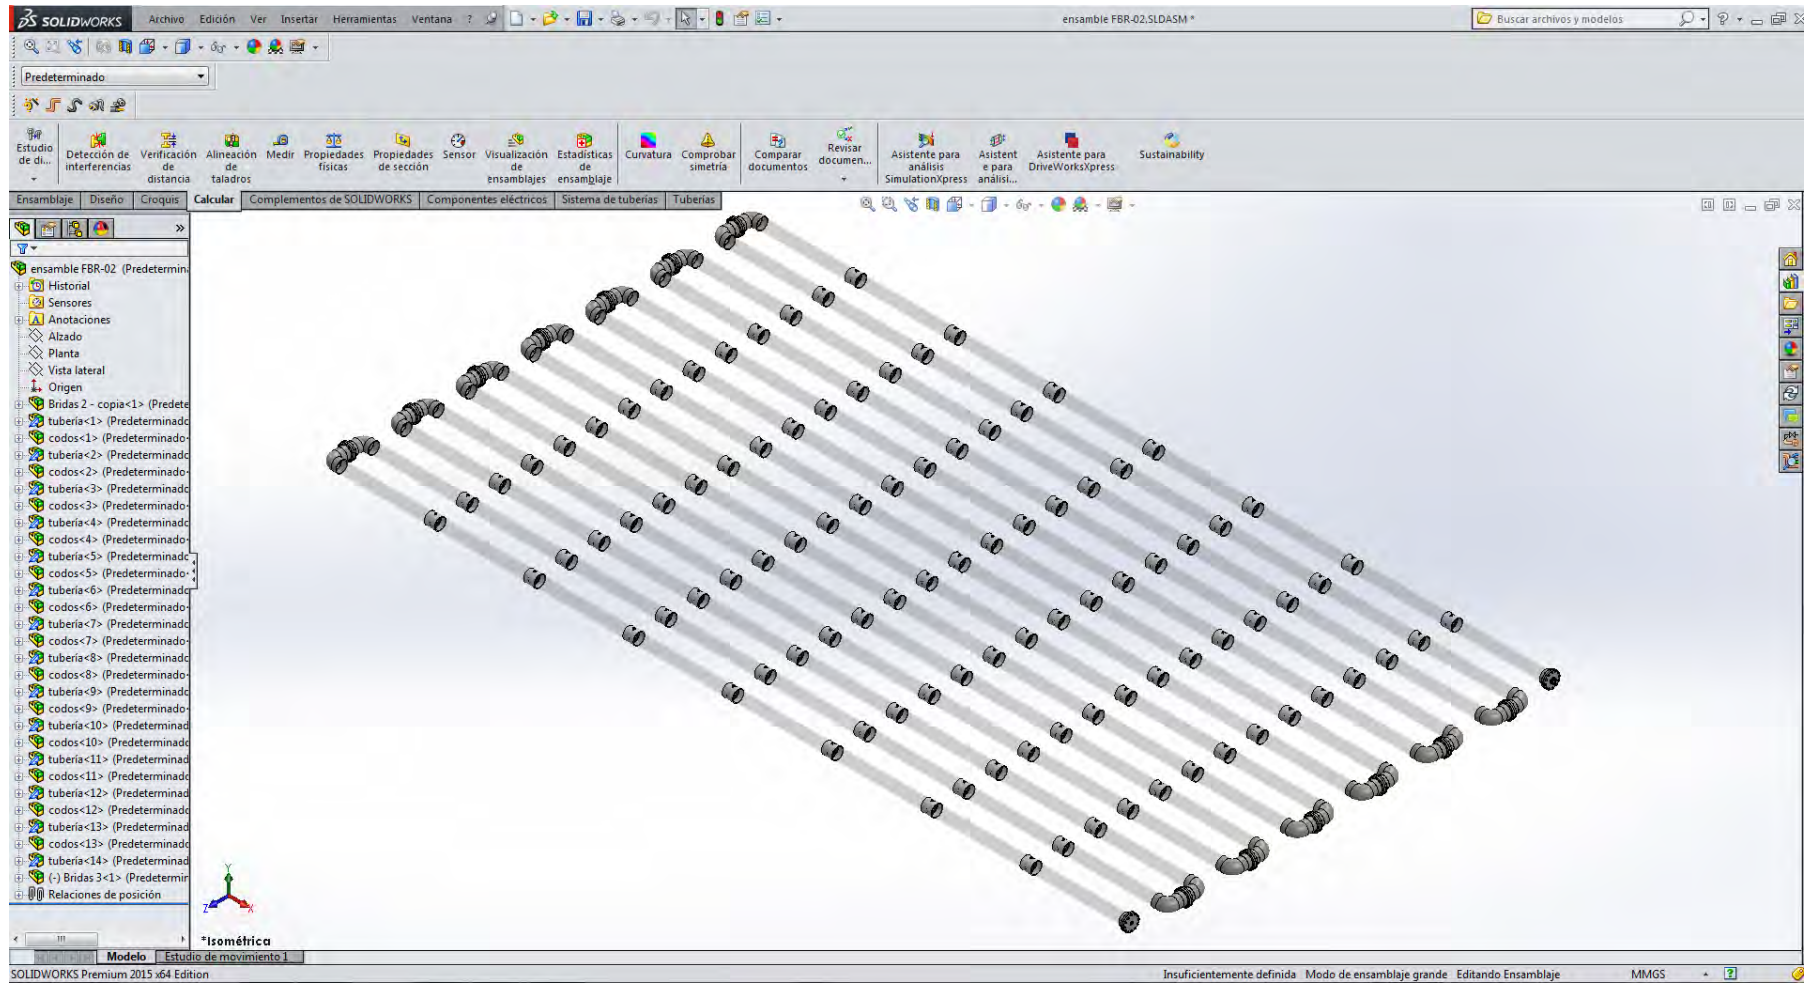 SOLIDWORKS Archivo Edición Ver Insertar Herramientas Ventana ? ensamble FBR-02.SLDASM * Buscar archivos y modelos
Predeterminado
Estudio de di...
Detección de interferencias
Verificación de distancia
Alineación de taladros
Medir
Propiedades físicas
Propiedades de sección
Sensor
Visualización de ensamblajes
Estadísticas de ensamblaje
Curvatura
Comprobar simetría
Comparar documentos
Revisar documen...
Asistente para análisis SimulationXpress
Asistent e para análisi...
Asistente para DriveWorksXpress
Sustainability
Ensamblaje Diseño Croquis Calcular Complementos de SOLIDWORKS Componentes eléctricos Sistema de tuberías Tuberías
ensamble FBR-02 (Predetermin
Historial
Sensores
Anotaciones
Alzado
Planta
Vista lateral
Origen
Bridas 2 - copia<1> (Predete
tubería<1> (Predeterminado
codos<1> (Predeterminado
tubería<2> (Predeterminado
codos<2> (Predeterminado
tubería<3> (Predeterminado
codos<3> (Predeterminado
tubería<4> (Predeterminado
codos<4> (Predeterminado
tubería<5> (Predeterminado
codos<5> (Predeterminado
tubería<6> (Predeterminado
codos<6> (Predeterminado
tubería<7> (Predeterminado
codos<7> (Predeterminado
tubería<8> (Predeterminado
codos<8> (Predeterminado
tubería<9> (Predeterminado
codos<9> (Predeterminado
tubería<10> (Predeterminad
codos<10> (Predeterminado
tubería<11> (Predeterminad
codos<11> (Predeterminado
tubería<12> (Predeterminad
codos<12> (Predeterminado
tubería<13> (Predeterminad
codos<13> (Predeterminado
tubería<14> (Predeterminad
(-) Bridas 3<1> (Predetermin
Relaciones de posición
Y
Z X
*Isométrica
Modelo Estudio de movimiento 1
SOLIDWORKS Premium 2015 x64 Edition Insuficientemente definida Modo de ensamblaje grande Editando Ensamblaje MMGS